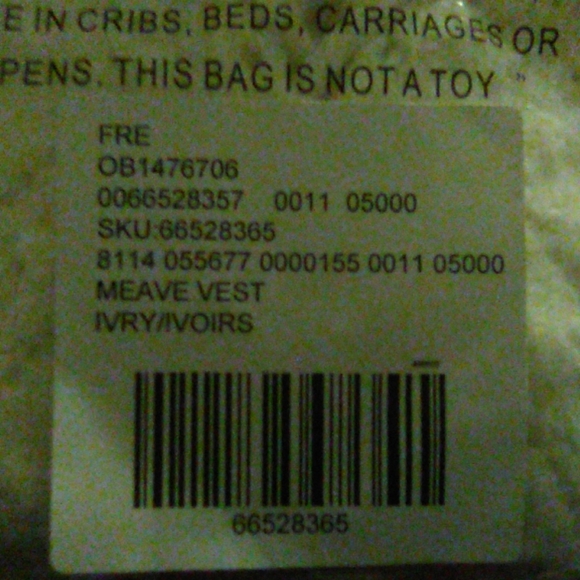 E IN CRIBS, BEDS, CARRIAGES OR
PENS. THIS BAG IS NOT A TOY "
FRE
OB1476706
0066528357 0011 05000
SKU:66528365
8114 055677 0000155 0011 05000
MEAVE VEST
IVRY/IVOIRS
66528365